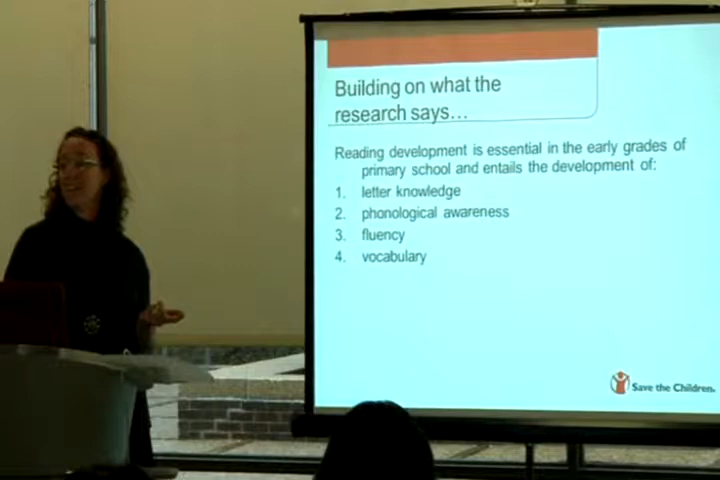 Building on what the
research says…
Reading development is essential in the early grades of
primary school and entails the development of:
1. letter knowledge
2. phonological awareness
3. fluency
4. vocabulary
Save the Children.